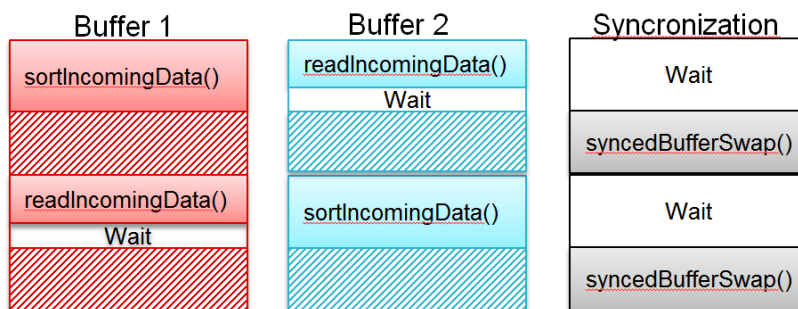 Buffer 1
sortIncomingData()
readIncomingData()
Wait
Buffer 2
readIncomingData()
Wait
sortIncomingData()
Syncronization
Wait
syncedBufferSwap()
Wait
syncedBufferSwap()